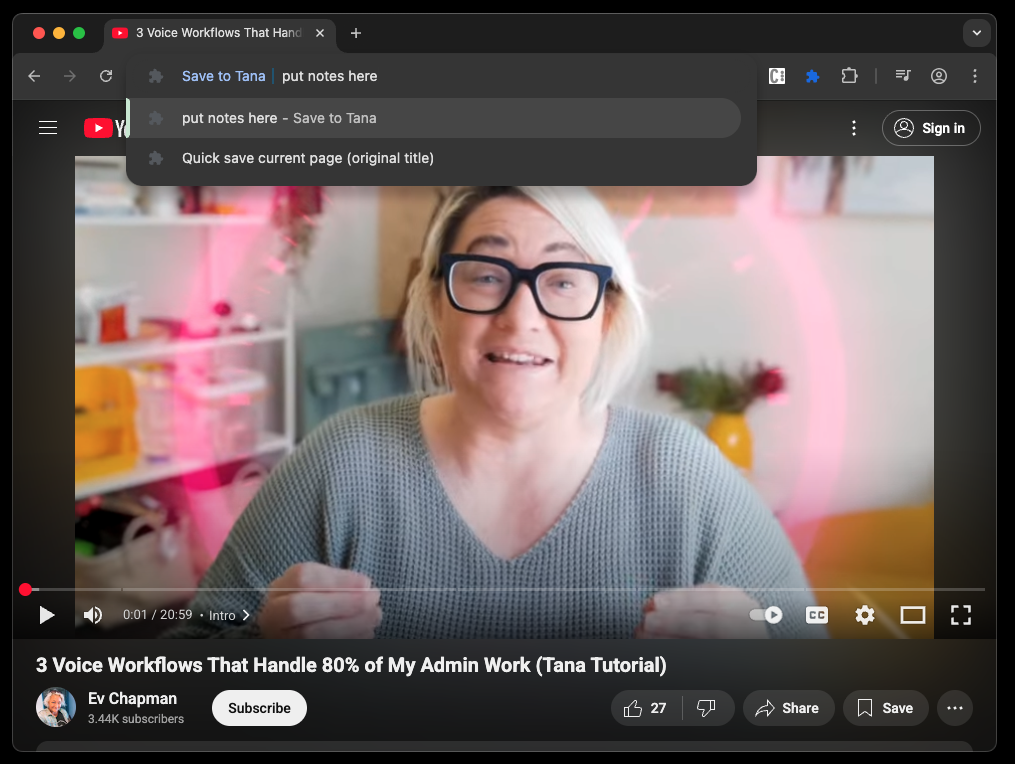 3 Voice Workflows That Hand
Save to Tana put notes here
put notes here - Save to Tana
Quick save current page (original title)
Sign in
0:01 / 20:59 • Intro
CC
3 Voice Workflows That Handle 80% of My Admin Work (Tana Tutorial)
Ev Chapman
3.44K subscribers
Subscribe
27
Share
Save